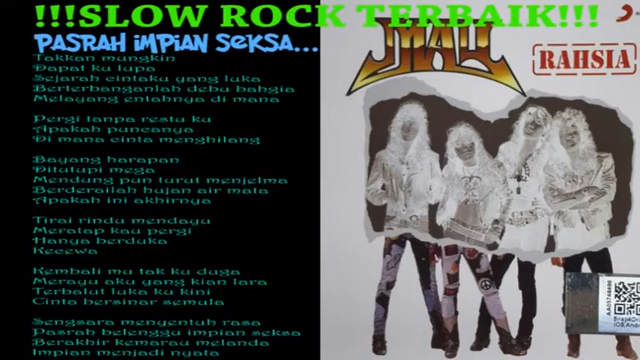 !!!SLOW ROCK TERBAIK!!!
PASRAH IMPIAN SEKSA...
Takkan mungkin
Dapat ku lupa
Sejarah cintaku yang luka
Berterbanganlah debu bahgia
Melayang entahnya di mana
Pergi tanpa restu ku
Apakah puncanya
Di mana cinta menghilang
Bayang harapan
Ditutupi mega
Mendung pun turut menjelma
Berderailah hujan air mata
Apakah ini akhirnya
Tirai rindu mendayu
Meratap kau pergi
Hanya berduka
Kecewa
Kembali mu tak ku duga
Merayu aku yang kian lara
Terbalut luka ku kini
Cinta bersinar semula
Sengsara menyentuh rasa
Pasrah belenggu impian seksa
Berakhir kemarau melanda
Impian menjadi nyata
RAHSIA